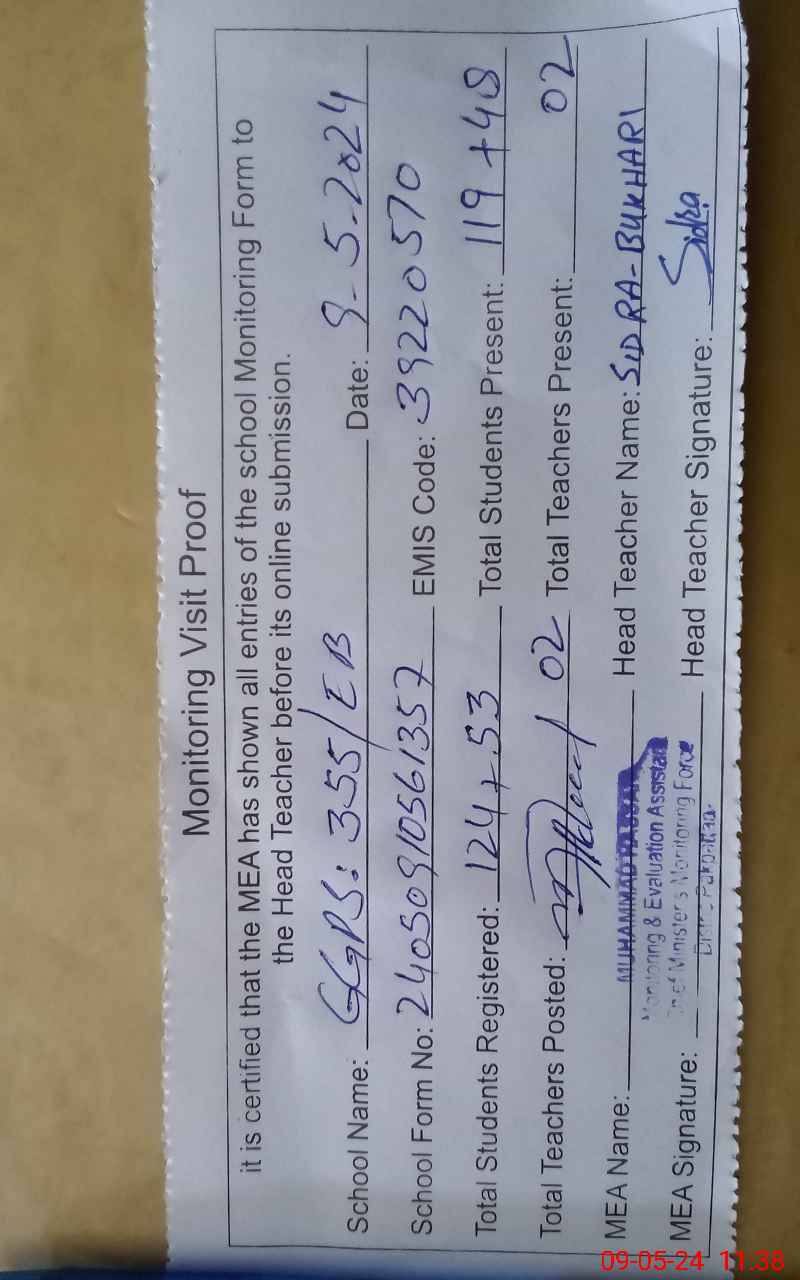 Monitoring Visit Proof
it is certified that the MEA has shown all entries of the school Monitoring Form to
the Head Teacher before its online submission.
School Name: GGPS: 355/EB Date: 9-5-2024
School Form No: 24050910561357 EMIS Code: 39220570
Total Students Registered: 124+53 Total Students Present: 119+48
Total Teachers Posted: 02 Total Teachers Present: 02
MEA Name: MUHAMMAD Head Teacher Name: SIDRA-BUKHARI
Monitoring & Evaluation Assistant
MEA Signature: Chief Minister's Monitoring Force Head Teacher Signature: Sidra
District Pakpattan
09-05-24 11:38